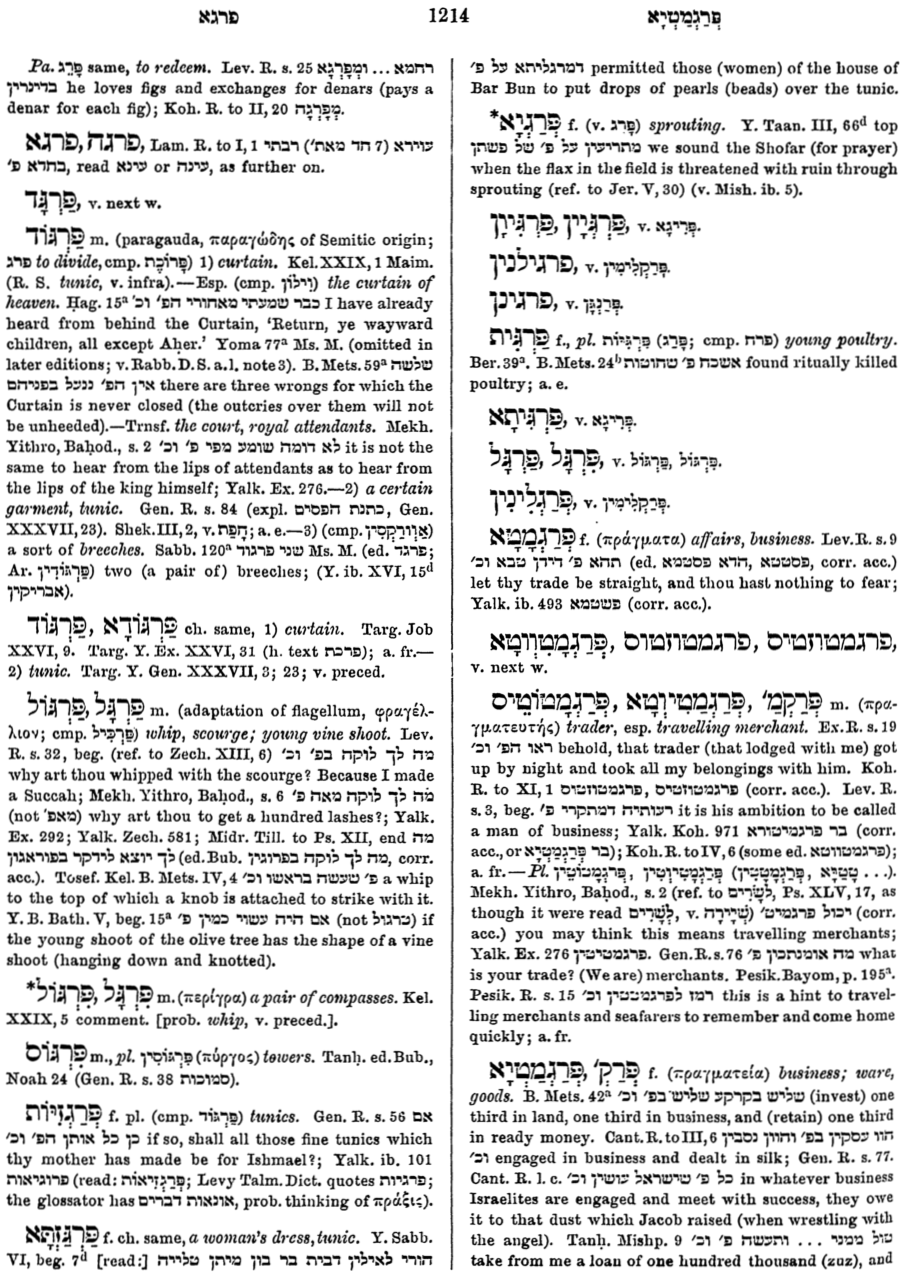 פרגא
1214
פְּרַגְמַטְיָא
Pa. פָּרֵג same, to redeem. Lev. R. s. 25 רחמא ... ומְפָרְגָא
בדינרין he loves figs and exchanges for denars (pays a
denar for each fig); Koh. R. to II, 20 מְפָרְגָה.
פרגה, פרגא, Lam. R. to I, 1 רבתי (חד מאת׳ 7) עוירא
בחדא פ׳, read עינא or עינה, as further on.
פַּרְגָּד, v. next w.
פַּרְגּוֹד m. (paragauda, παραγώδης of Semitic origin;
פרג to divide, cmp. פָּרוֹכֶת) 1) curtain. Kel. XXIX, 1 Maim.
(R. S. tunic, v. infra).—Esp. (cmp. וִילוֹן) the curtain of
heaven. Ḥag. 15ᵃ כבר שמעתי מאחורי הפ׳ וכ׳ I have already
heard from behind the Curtain, ‘Return, ye wayward
children, all except Aḥer.’ Yoma 77ᵃ Ms. M. (omitted in
later editions; v. Rabb. D. S. a. l. note 3). B. Mets. 59ᵃ שלשה
אין הפ׳ ננעל בפניהם there are three wrongs for which the
Curtain is never closed (the outcries over them will not
be unheeded).—Trnsf. the court, royal attendants. Mekh.
Yithro, Baḥod., s. 2 לא דומה שומע מפי פ׳ וכ׳ it is not the
same to hear from the lips of attendants as to hear from
the lips of the king himself; Yalk. Ex. 276.—2) a certain
garment, tunic. Gen. R. s. 84 (expl. כתנת הפסים, Gen.
XXXVII, 23). Shek. III, 2, v. חָפַת; a. e.—3) (cmp. אֲוַורְקְסִין)
a sort of breeches. Sabb. 120ᵃ שני פרגוד Ms. M. (ed. פרגד;
Ar. פַּרְגּוֹדִין) two (a pair of) breeches; (Y. ib. XVI, 15ᵈ
אבריקין).
פַּרְגּוֹד, פַּרְגּוֹדָא ch. same, 1) curtain. Targ. Job
XXVI, 9. Targ. Y. Ex. XXVI, 31 (h. text פרכת); a. fr.—
2) tunic. Targ. Y. Gen. XXXVII, 3; 23; v. preced.
פַּרְגּוֹל, פַּרְגָּל m. (adaptation of flagellum, φραγέλ-
λιον; cmp. פַּרְכִּיל) whip, scourge; young vine shoot. Lev.
R. s. 32, beg. (ref. to Zech. XIII, 6) מה לך לוקה בפ׳ וכ׳
why art thou whipped with the scourge? Because I made
a Succah; Mekh. Yithro, Baḥod., s. 6 מה לך לוקה מאה פ׳
(not מאפ׳) why art thou to get a hundred lashes?; Yalk.
Ex. 292; Yalk. Zech. 581; Midr. Till. to Ps. XII, end מה
לך יוצא לידקר בפוראגון (ed. Bub. מה לך לוקה בפרוגין, corr.
acc.). Tosef. Kel. B. Mets. IV, 4 פ׳ שעשה בראשו וכ׳ a whip
to the top of which a knob is attached to strike with it.
Y. B. Bath. V, beg. 15ᵃ אם היה עשוי כמין פ׳ (not טרגול) if
the young shoot of the olive tree has the shape of a vine
shoot (hanging down and knotted).
*פִּרְגּוֹל, פִּרְגָּל m. (περίγρα) a pair of compasses. Kel.
XXIX, 5 comment. [prob. whip, v. preced.].
פִּרְגּוֹס m., pl. פִּרְגּוֹסִין (πύργος) towers. Tanḥ. ed. Bub.,
Noah 24 (Gen. R. s. 38 סמוכות).
פַּרְגְּזִיּוֹת f. pl. (cmp. פַּרְגּוֹד) tunics. Gen. R. s. 56 אם
כן כל אותן הפ׳ וכ׳ if so, shall all those fine tunics which
thy mother has made be for Ishmael?; Yalk. ib. 101
פרוגיאות (read: פַּרְגְזִיאוֹת; Levy Talm. Dict. quotes פרגיות;
the glossator has אונאות דברים, prob. thinking of πράξις).
פַּרְגַּזְתָּא f. ch. same, a woman’s dress, tunic. Y. Sabb.
VI, beg. 7ᵈ [read:] הורי לאילין דבית בר בון מיתן טלייה
דמרגליתא על פ׳ permitted those (women) of the house of
Bar Bun to put drops of pearls (beads) over the tunic.
*פְּרַגְיָא f. (v. פָּרַג) sprouting. Y. Taan. III, 66ᵈ top
מתריעין על פ׳ של פשתן we sound the Shofar (for prayer)
when the flax in the field is threatened with ruin through
sprouting (ref. to Jer. V, 30) (v. Mish. ib. 5).
פַּרְגְּיָין, פַּרְגִּיוָן, v. פְּרִיגָא.
פרגילנין, v. פַּרְקְלִימִין.
פרגינן, v. פְּרַנְגָּן.
פַּרְגִּית f., pl. פַּרְגִּיּוֹת (פָּרַג; cmp. פרח) young poultry.
Ber. 39ᵃ. B. Mets. 24ᵇ אשכח פ׳ שחוטות found ritually killed
poultry; a. e.
פַּרְגִּיתָא, v. פְּרִיגָא.
פַּרְגָּל, פִּרְגָּל, v. פַּרְגּוֹל, פִּרְגּוֹל.
פַּרְגְלִינִין, v. פַּרְקְלִימִין.
פְּרַגְמָטָא f. (πράγματα) affairs, business. Lev. R. s. 9
תהא פ׳ דידן טבא וכ׳ (ed. פסטטא, הדא פסטמא, corr. acc.)
let thy trade be straight, and thou hast nothing to fear;
Yalk. ib. 493 פשטמא (corr. acc.).
פרגמטוטיס, פרגמטוטוס, פְּרַגְמָטִוְוטָא,
v. next w.
פְּרַקְמ׳, פְּרַגְמַטְיוְטָא, פְּרַגְמָטוֹטֵיס m. (πρα-
γματευτής) trader, esp. travelling merchant. Ex. R. s. 19
ראו הפ׳ וכ׳ behold, that trader (that lodged with me) got
up by night and took all my belongings with him. Koh.
R. to XI, 1 פרגמטוטיס, פרגמטוטוס (corr. acc.). Lev. R.
s. 3, beg. רעותיה דמתקרי פ׳ it is his ambition to be called
a man of business; Yalk. Koh. 971 בר פרגמיטורא (corr.
acc., or בר פְּרַגְמַטְיָא); Koh. R. to IV, 6 (some ed. פרגמטווטא);
a. fr.—Pl. פְּרַגְמָטוֹטִין, פְּרַגְמַטְיוְטִין, (פְּרַגְמָטְטִין, טָטַיָּא ...).
Mekh. Yithro, Baḥod., s. 2 (ref. to לְשָׂרִים, Ps. XLV, 17, as
though it were read לְשָׁרִים, v. שְׁיָירָה) יכול פרגמיט׳ (corr.
acc.) you may think this means travelling merchants;
Yalk. Ex. 276 פרגמטיטין. Gen. R. s. 76 מה אומנתכון פ׳ what
is your trade? (We are) merchants. Pesik. Bayom, p. 195ᵃ.
Pesik. R. s. 15 רמז לפרגמטטין וכ׳ this is a hint to travel-
ling merchants and seafarers to remember and come home
quickly; a. fr.
פְּרַקְ׳, פְּרַגְמַטְיָא f. (πραγματεία) business; ware,
goods. B. Mets. 42ᵃ שליש בקרקע שליש בפ׳ וכ׳ (invest) one
third in land, one third in business, and (retain) one third
in ready money. Cant. R. to III, 6 הוו עסקין בפ׳ והוון נסבין
וכ׳ engaged in business and dealt in silk; Gen. R. s. 77.
Cant. R. l. c. כל פ׳ שישראל עושין וכ׳ in whatever business
Israelites are engaged and meet with success, they owe
it to that dust which Jacob raised (when wrestling with
the angel). Tanḥ. Mishp. 9 טול ממני ... ותעשה פ׳ וכ׳
take from me a loan of one hundred thousand (zuz), and